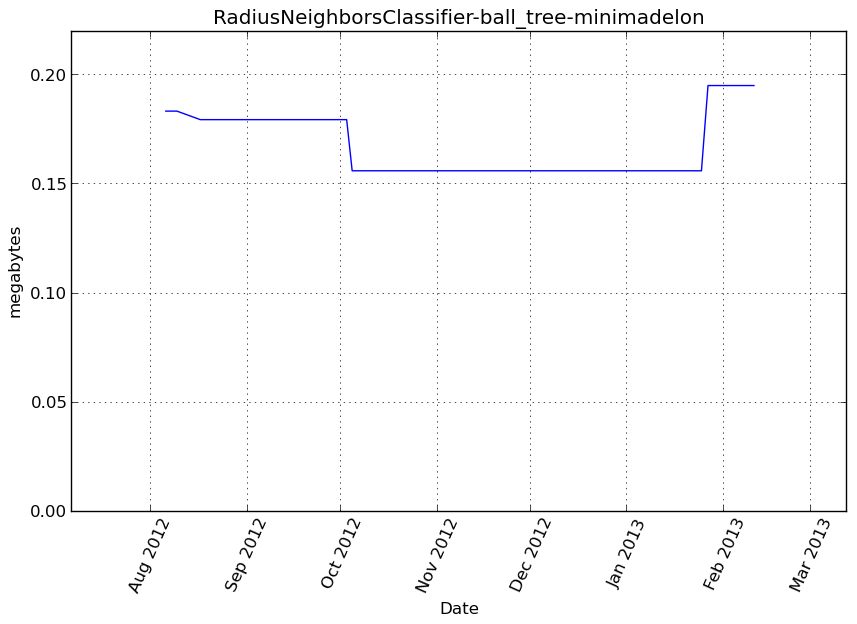 RadiusNeighborsClassifier-ball_tree-minimadelon
0.20
0.15
0.10
0.05
0.00
megabytes
Aug 2012
Sep 2012
Oct 2012
Nov 2012
Dec 2012
Jan 2013
Feb 2013
Mar 2013
Date